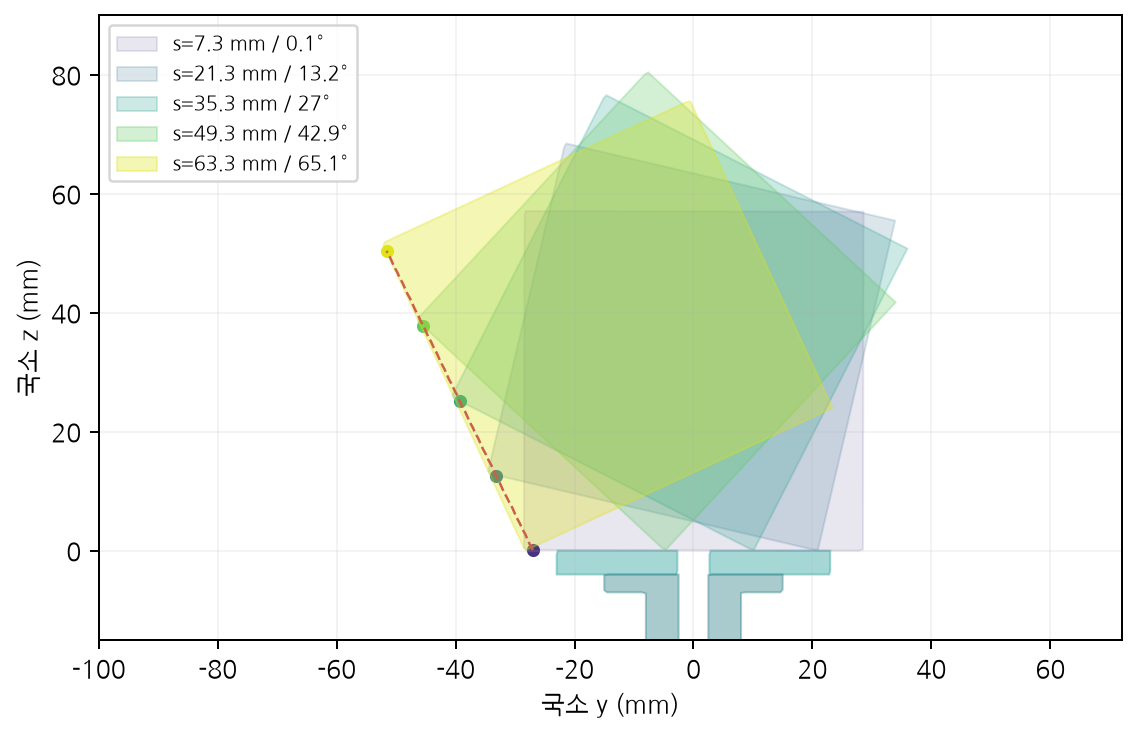 s=7.3 mm / 0.1°
s=21.3 mm / 13.2°
s=35.3 mm / 27°
s=49.3 mm / 42.9°
s=63.3 mm / 65.1°
80
60
40
20
0
국소 z (mm)
-100 -80 -60 -40 -20 0 20 40 60
국소 y (mm)